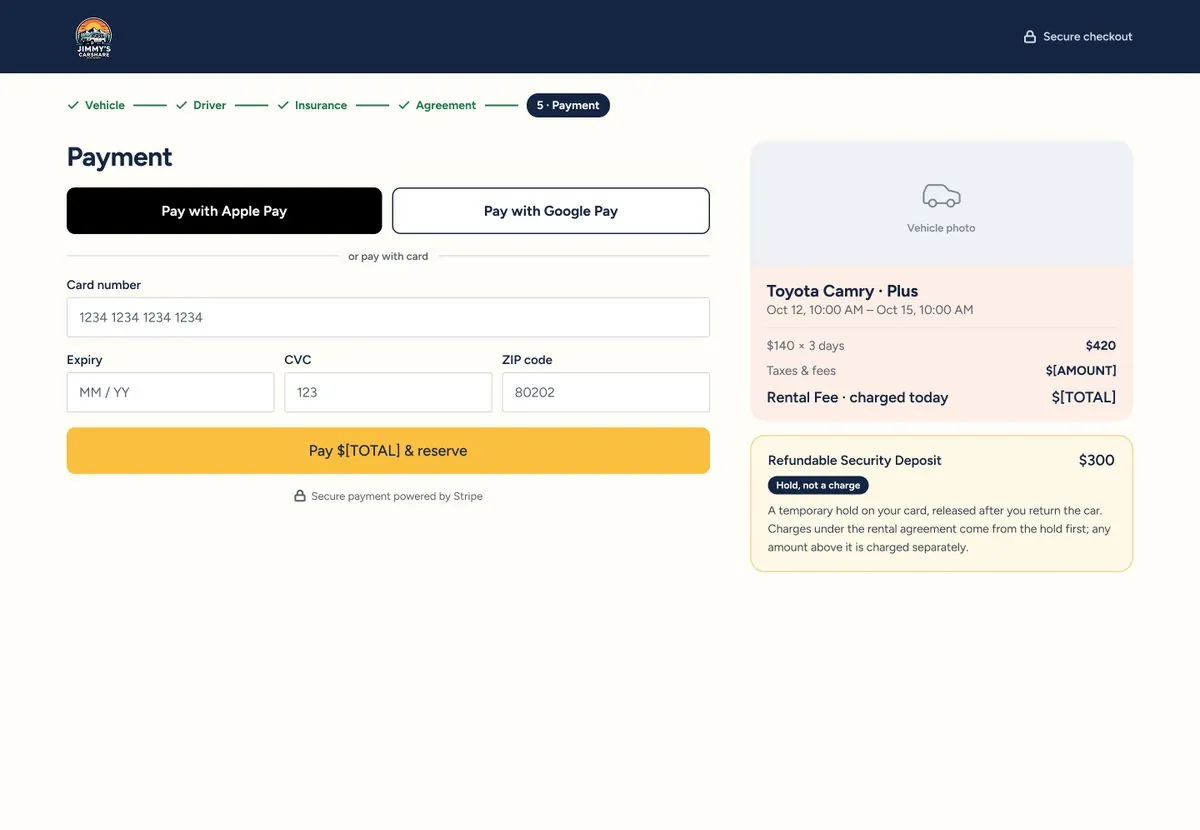 JIMMY'S
CARSHARE
Secure checkout
Vehicle
Driver
Insurance
Agreement
5 · Payment
Payment
Pay with Apple Pay
Pay with Google Pay
or pay with card
Card number
1234 1234 1234 1234
Expiry
CVC
ZIP code
MM / YY
123
80202
Pay $[TOTAL] & reserve
Secure payment powered by Stripe
Vehicle photo
Toyota Camry · Plus
Oct 12, 10:00 AM – Oct 15, 10:00 AM
$140 × 3 days
$420
Taxes & fees
$[AMOUNT]
Rental Fee · charged today
$[TOTAL]
Refundable Security Deposit
$300
Hold, not a charge
A temporary hold on your card, released after you return the car.
Charges under the rental agreement come from the hold first; any
amount above it is charged separately.